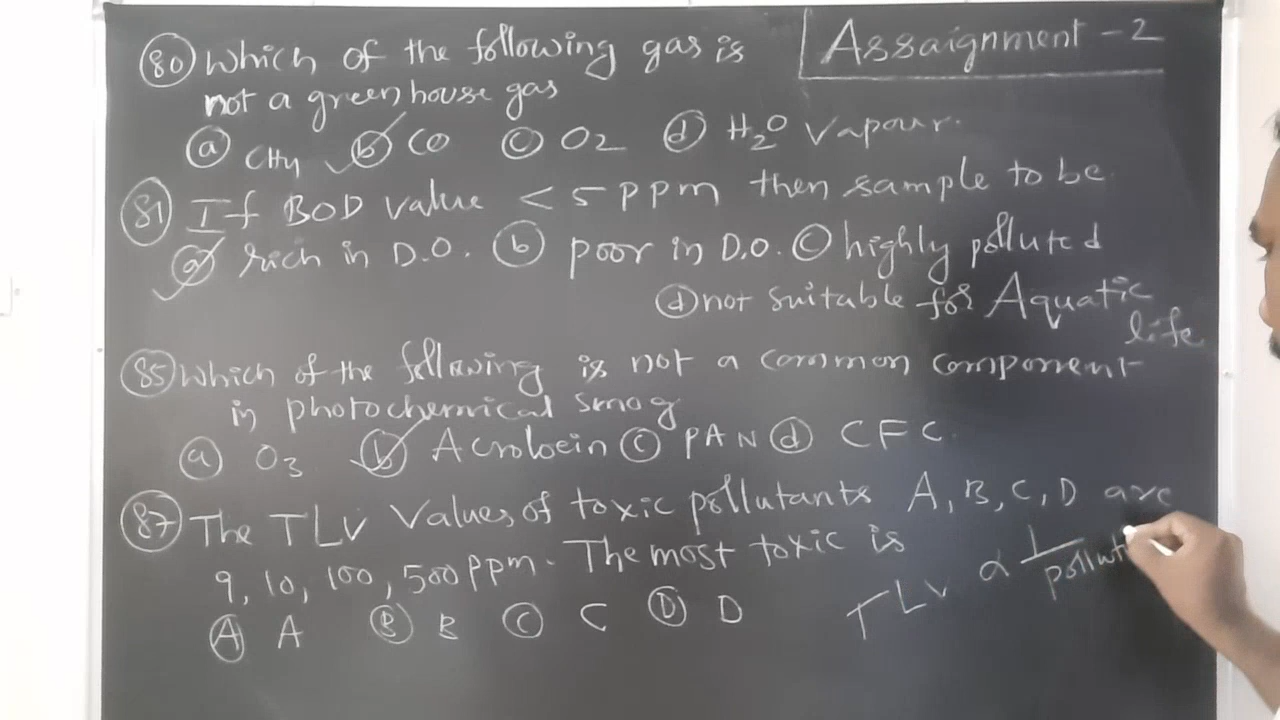 Assaignment - 2
80 Which of the following gas is
not a green house gas
a CH4 b CO c O2 d H2O Vapour.
81 If BOD value < 5 ppm then sample to be
a rich in D.O. b poor in D.O. c highly polluted
d not suitable for Aquatic
life
85 Which of the following is not a common component
in photochemical smog
a O3 b Acrolein c PAN d CFC.
87 The TLV Values of toxic pollutants A, B, C, D are
9, 10, 100, 500 ppm. The most toxic is
A A B B C C D D
TLV ∝ 1/